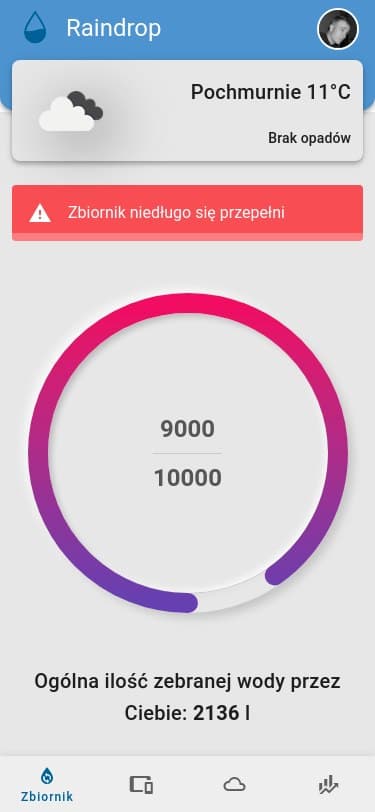 Raindrop
Pochmurnie 11°C
Brak opadów
Zbiornik niedługo się przepełni
9000
10000
Ogólna ilość zebranej wody przez
Ciebie: 2136 l
Zbiornik